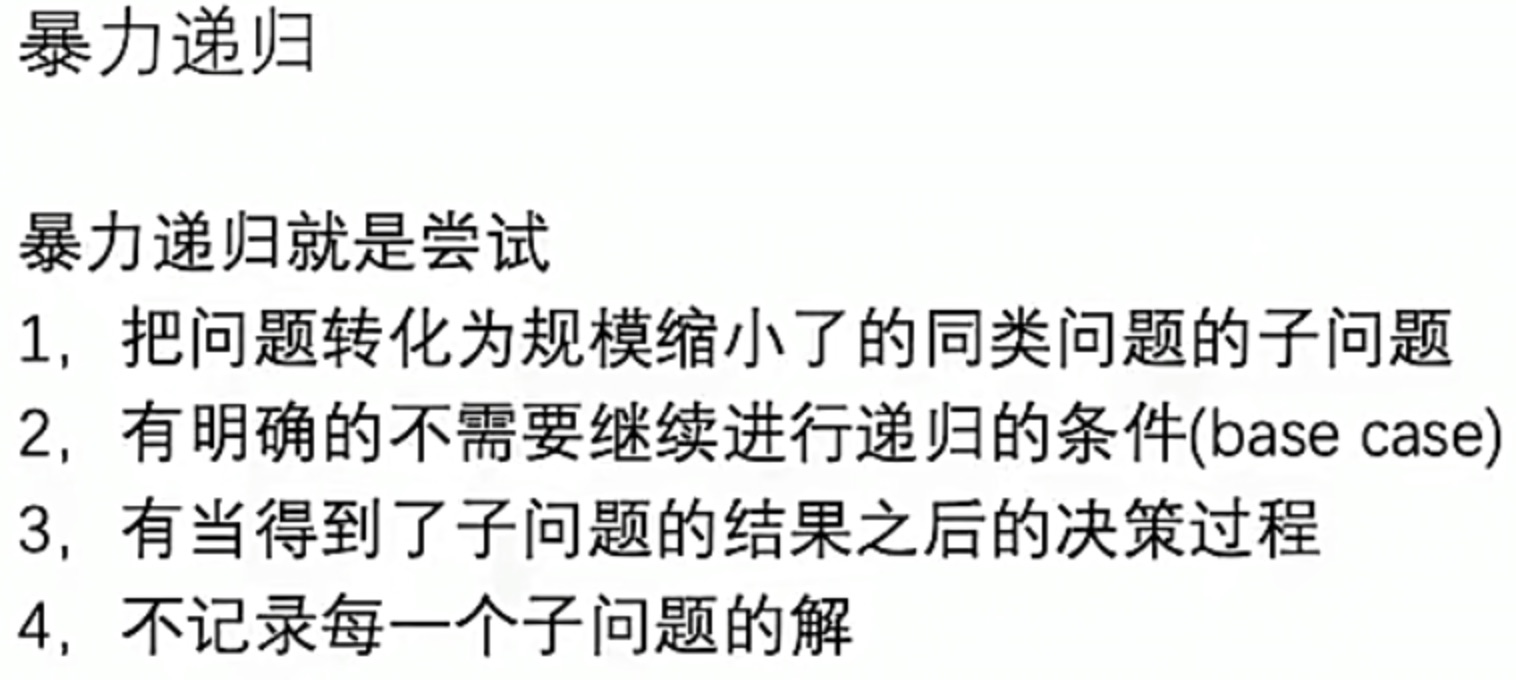 暴力递归
暴力递归就是尝试
1，把问题转化为规模缩小了的同类问题的子问题
2，有明确的不需要继续进行递归的条件(base case)
3，有当得到了子问题的结果之后的决策过程
4，不记录每一个子问题的解